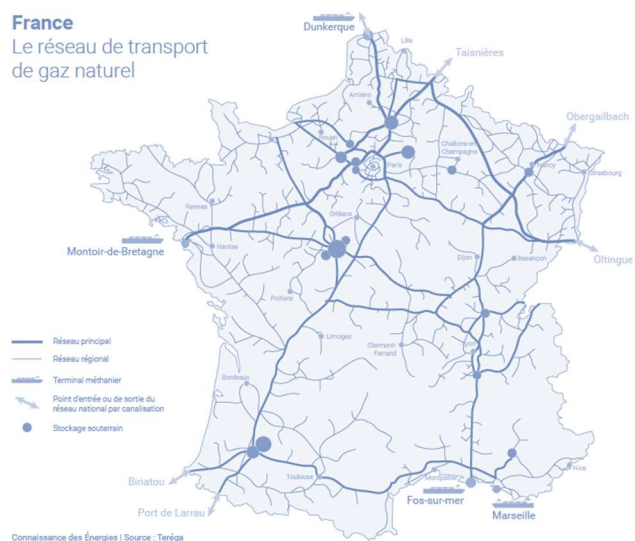 France
Le réseau de transport
de gaz naturel
Dunkerque
Lille
Taisnières
Amiens
Obergailbach
Rouen
Châlons-en-
Champagne
Paris
Nancy
Strasbourg
Rennes
Orléans
Montoir-de-Bretagne
Nantes
Dijon
Besançon
Oltingue
Poitiers
Réseau principal
Limoges
Clermont-
Ferrand
Lyon
Réseau régional
Terminal méthanier
Bordeaux
Point d'entrée ou de sortie du
réseau national par canalisation
Stockage souterrain
Biriatou
Toulouse
Montpellier
Nice
Port de Larrau
Fos-sur-mer
Marseille
Connaissance des Énergies | Source : Teréga